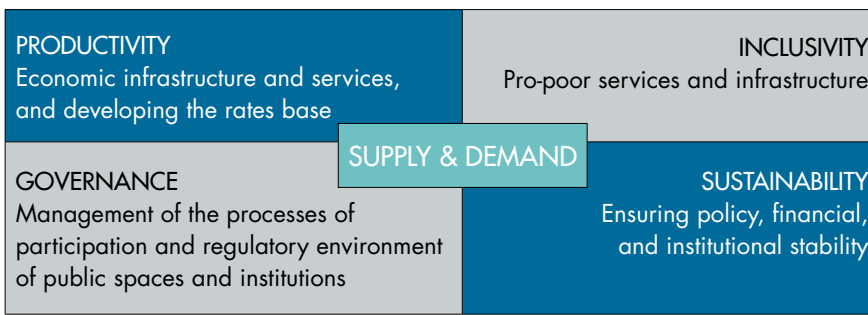 PRODUCTIVITY
Economic infrastructure and services,
and developing the rates base
INCLUSIVITY
Pro-poor services and infrastructure
SUPPLY & DEMAND
GOVERNANCE
Management of the processes of
participation and regulatory environment
of public spaces and institutions
SUSTAINABILITY
Ensuring policy, financial,
and institutional stability